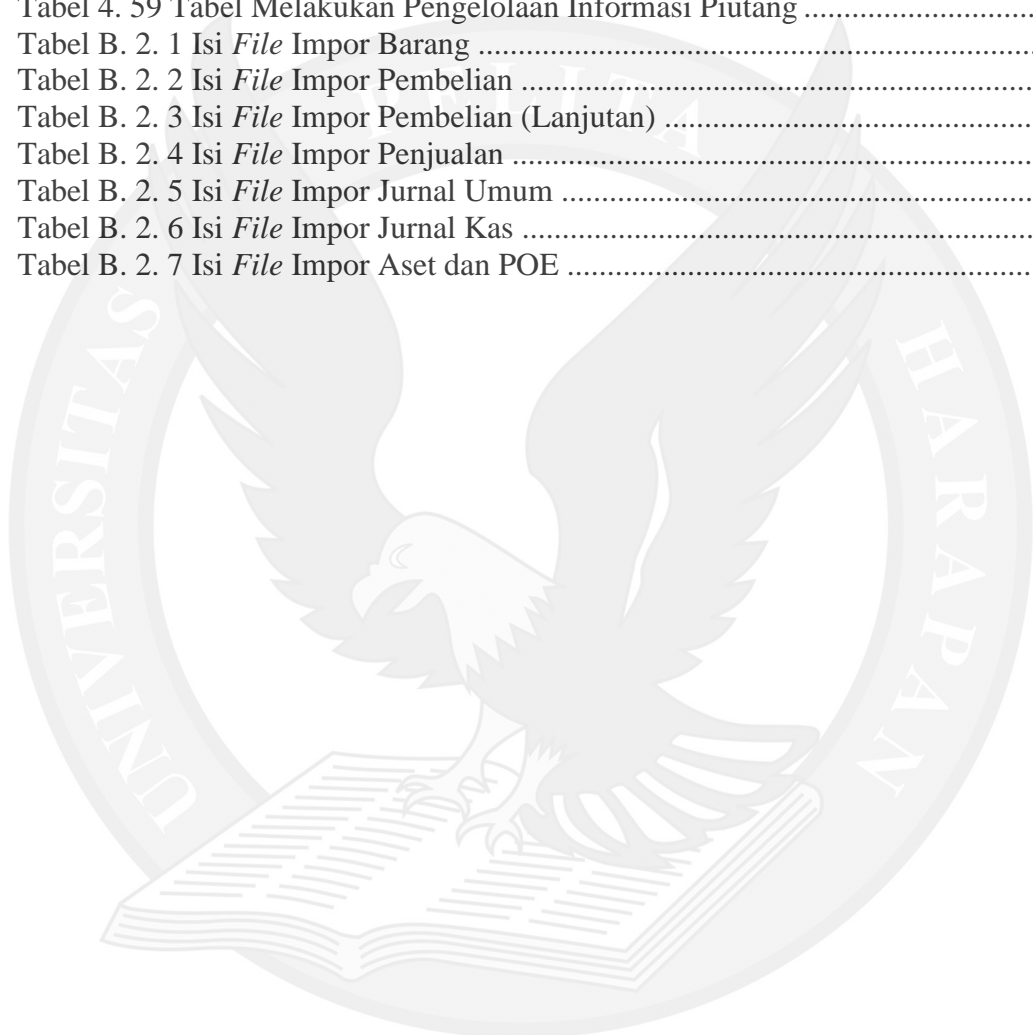 Tabel 4. 59 Tabel Melakukan Pengelolaan Informasi Piutang ..............................
Tabel B. 2. 1 Isi File Impor Barang ..............................................................................
Tabel B. 2. 2 Isi File Impor Pembelian .........................................................................
Tabel B. 2. 3 Isi File Impor Pembelian (Lanjutan) ....................................................
Tabel B. 2. 4 Isi File Impor Penjualan .........................................................................
Tabel B. 2. 5 Isi File Impor Jurnal Umum ..................................................................
Tabel B. 2. 6 Isi File Impor Jurnal Kas .......................................................................
Tabel B. 2. 7 Isi File Impor Aset dan POE .................................................................
UNIVERSITAS PELITA HARAPAN